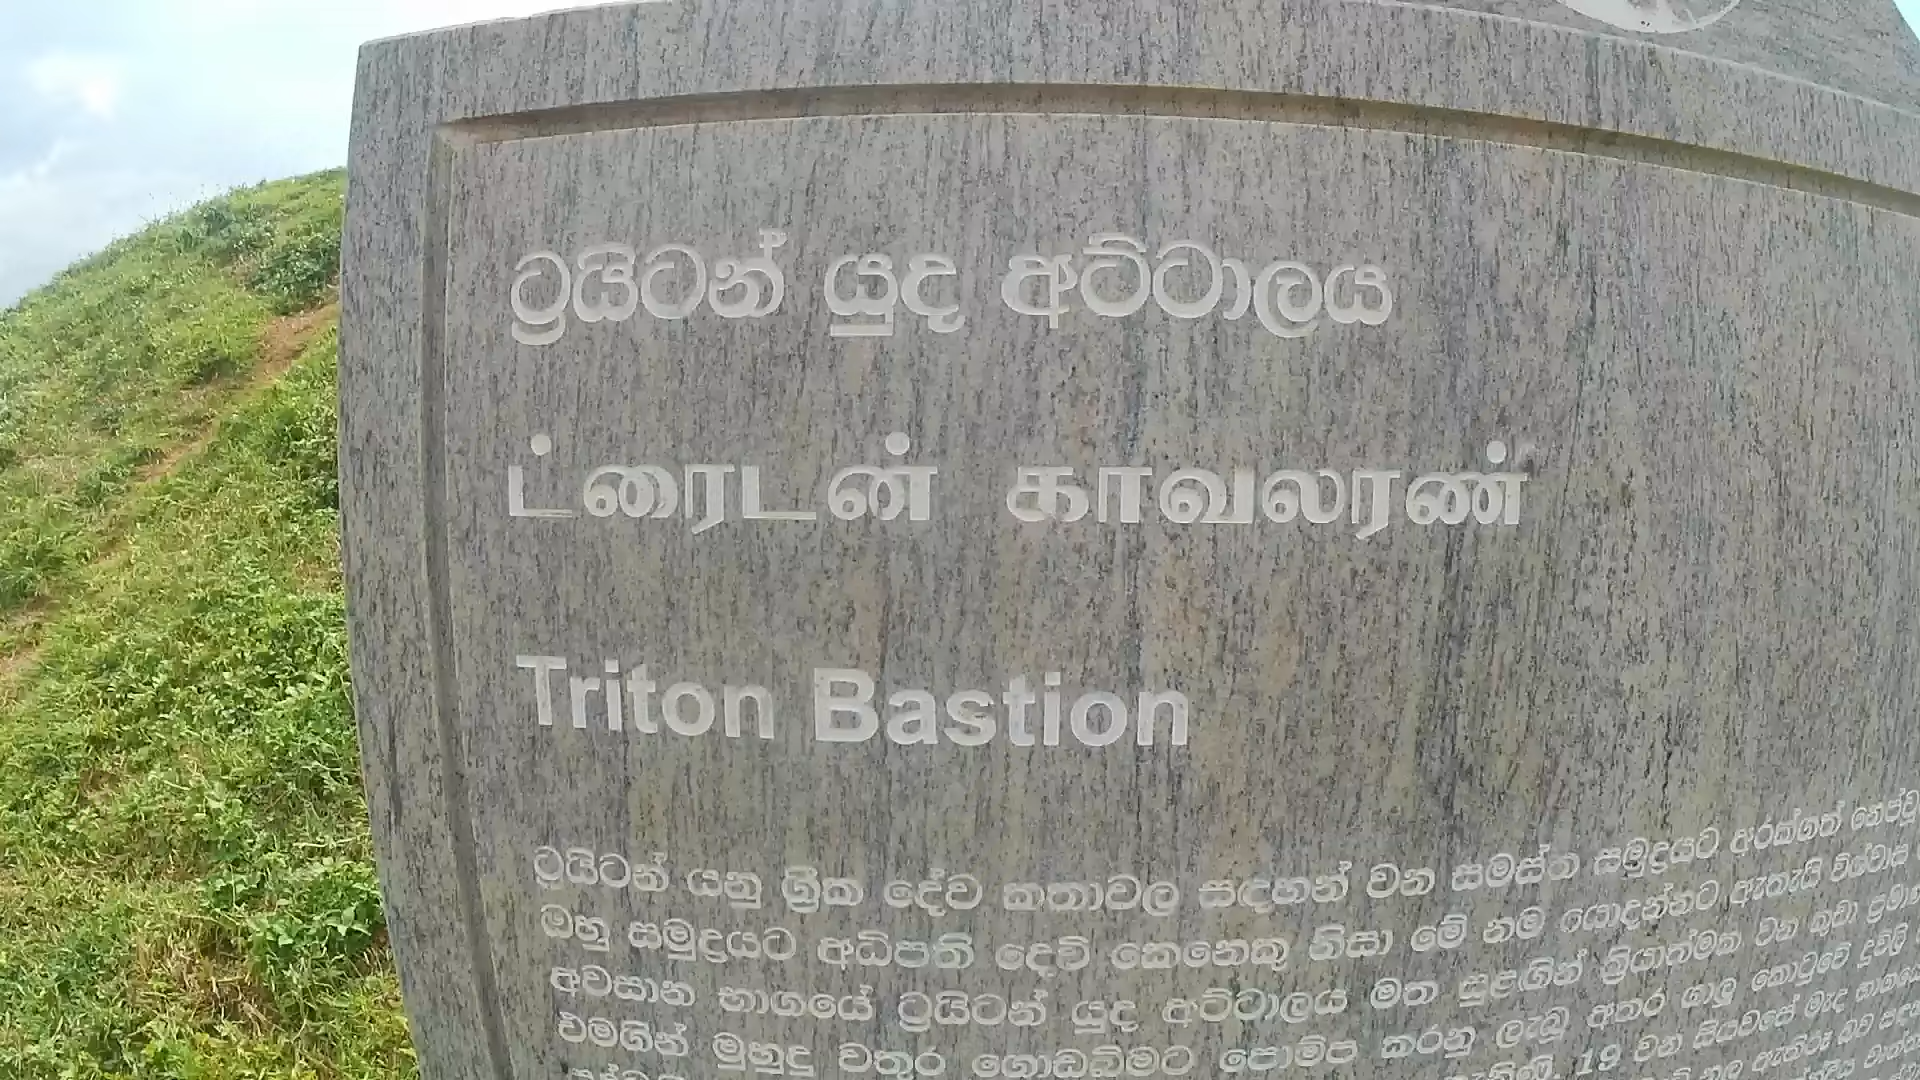 ට්‍රයිටන් යුද අට්ටාලය
ட்ரைடன் காவலரண்
Triton Bastion
ට්‍රයිටන් යනු ග්‍රීක දේව කතාවල සඳහන් වන සමස්ත සමුද්‍රයට අරක්ගත්
ඔහු සමුද්‍රයට අධිපති දෙවි කෙනෙකු නිසා මේ නම යොදන්නට ඇතැයි විශ්වාස
අවසාන භාගයේ ට්‍රයිටන් යුද අට්ටාලය මත සුළඟින් ක්‍රියාත්මක වන කුඩා
එමගින් මුහුදු වතුර ගොඩබිමට පොම්ප කරනු ලැබූ අතර ගාලු කොටුවේ දූවිලි
19 වන සියවසේ මැද